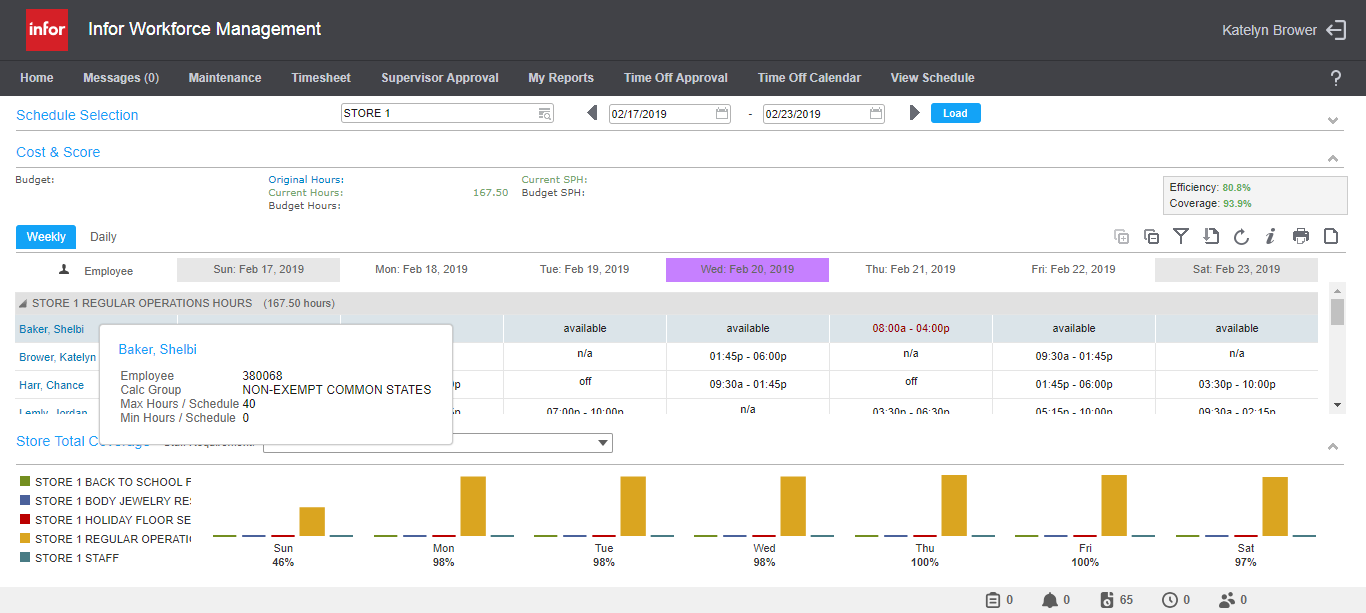 infor Infor Workforce Management Katelyn Brower
Home Messages (0) Maintenance Timesheet Supervisor Approval My Reports Time Off Approval Time Off Calendar View Schedule ?
Schedule Selection STORE 1 02/17/2019 - 02/23/2019 Load
Cost & Score
Budget: Original Hours: Current SPH:
Current Hours: 167.50 Budget SPH:
Budget Hours:
Efficiency: 80.8%
Coverage: 93.9%
Weekly Daily
Employee Sun: Feb 17, 2019 Mon: Feb 18, 2019 Tue: Feb 19, 2019 Wed: Feb 20, 2019 Thu: Feb 21, 2019 Fri: Feb 22, 2019 Sat: Feb 23, 2019
STORE 1 REGULAR OPERATIONS HOURS (167.50 hours)
Baker, Shelbi available available 08:00a - 04:00p available available
Brower, Katelyn n/a 01:45p - 06:00p n/a 09:30a - 01:45p n/a
Harr, Chance off 09:30a - 01:45p off 01:45p - 06:00p 03:30p - 10:00p
Lemly, Jordan 07:00p - 10:00p n/a 03:30p - 06:30p 05:15p - 10:00p 09:30a - 02:15p
Baker, Shelbi
Employee 380068
Calc Group NON-EXEMPT COMMON STATES
Max Hours / Schedule 40
Min Hours / Schedule 0
Store Total Coverage
STORE 1 BACK TO SCHOOL F
STORE 1 BODY JEWELRY RE
STORE 1 HOLIDAY FLOOR SE
STORE 1 REGULAR OPERATI
STORE 1 STAFF
Sun Mon Tue Wed Thu Fri Sat
46% 98% 98% 98% 100% 100% 97%
0 0 65 0 0